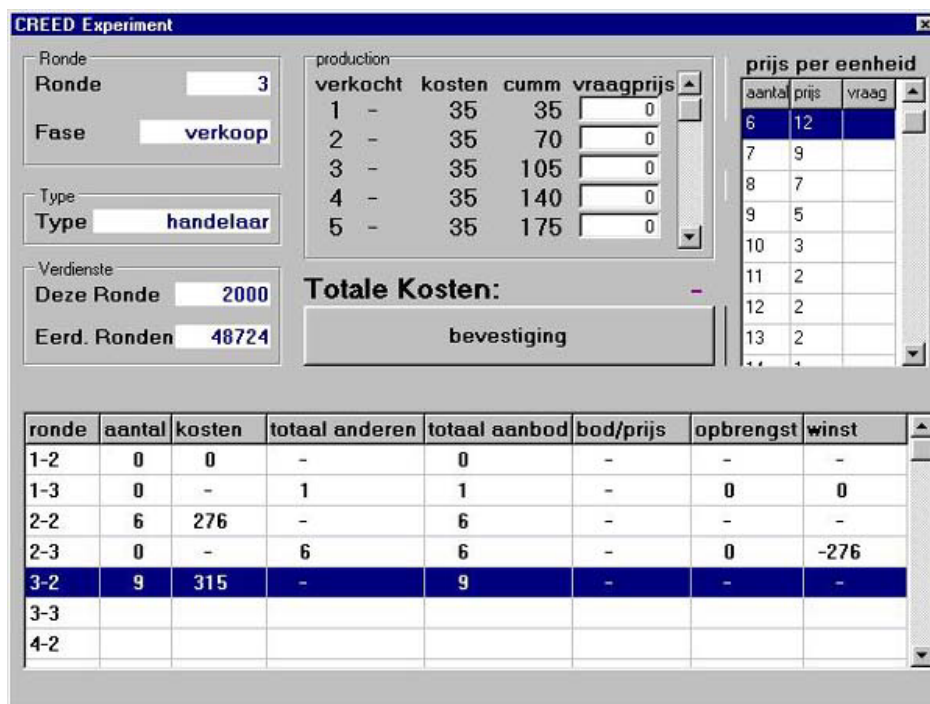 CREED Experiment
Ronde
Ronde 3
Fase verkoop
Type
Type handelaar
Verdienste
Deze Ronde 2000
Eerd. Ronden 48724
production
verkocht kosten cumm vraagprijs
1 - 35 35 0
2 - 35 70 0
3 - 35 105 0
4 - 35 140 0
5 - 35 175 0
Totale Kosten: -
bevestiging
prijs per eenheid
aantal prijs vraag
6 12
7 9
8 7
9 5
10 3
11 2
12 2
13 2
14 1
ronde aantal kosten totaal anderen totaal aanbod bod/prijs opbrengst winst
1-2 0 0 - 0 - - -
1-3 0 - 1 1 - 0 0
2-2 6 276 - 6 - - -
2-3 0 - 6 6 - 0 -276
3-2 9 315 - 9 - - -
3-3
4-2